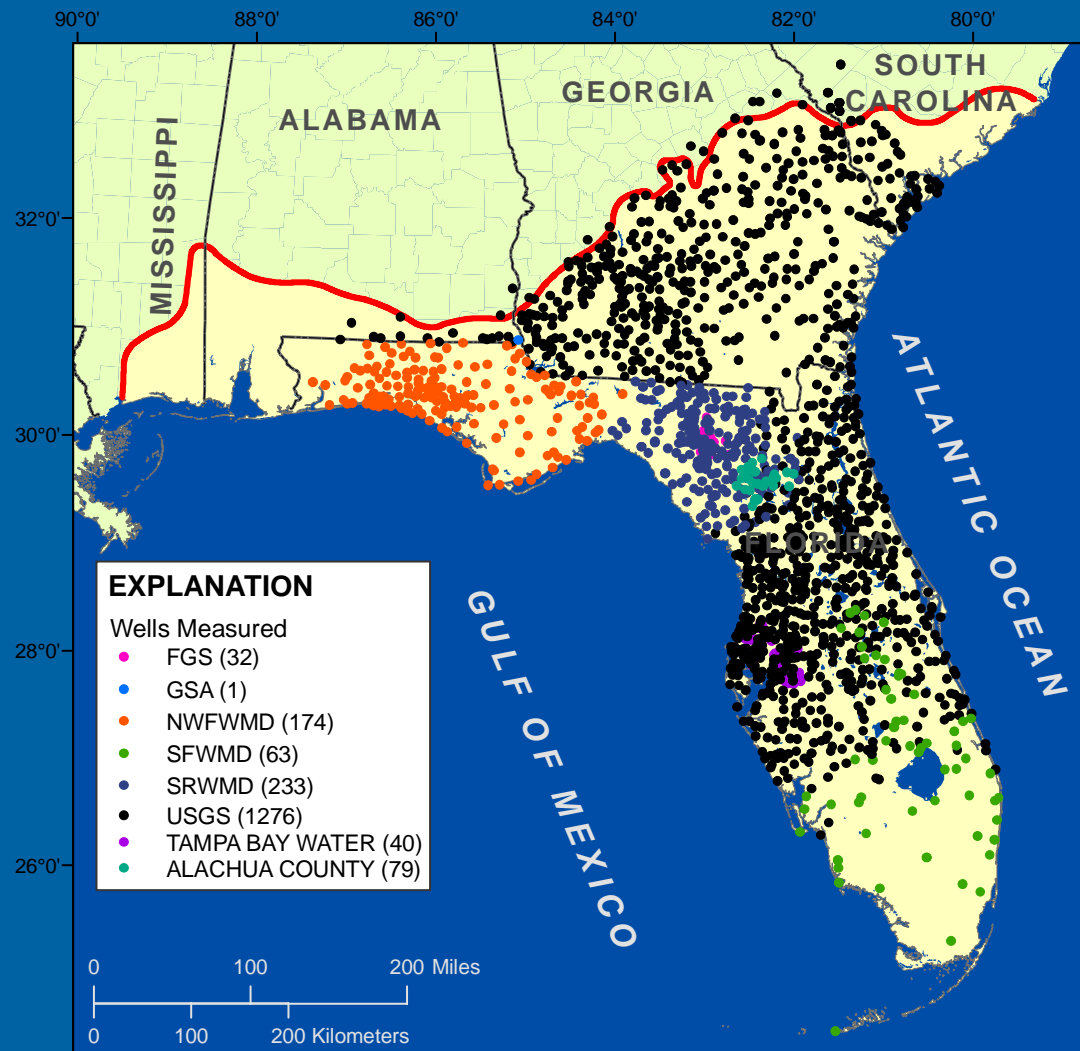 90°0' 88°0' 86°0' 84°0' 82°0' 80°0'
SOUTH
CAROLINA
GEORGIA
ALABAMA
MISSISSIPPI
32°0'
30°0'
28°0'
26°0'
FLORIDA
ATLANTIC OCEAN
GULF OF MEXICO
EXPLANATION
Wells Measured
FGS (32)
GSA (1)
NWFWMD (174)
SFWMD (63)
SRWMD (233)
USGS (1276)
TAMPA BAY WATER (40)
ALACHUA COUNTY (79)
0 100 200 Miles
0 100 200 Kilometers